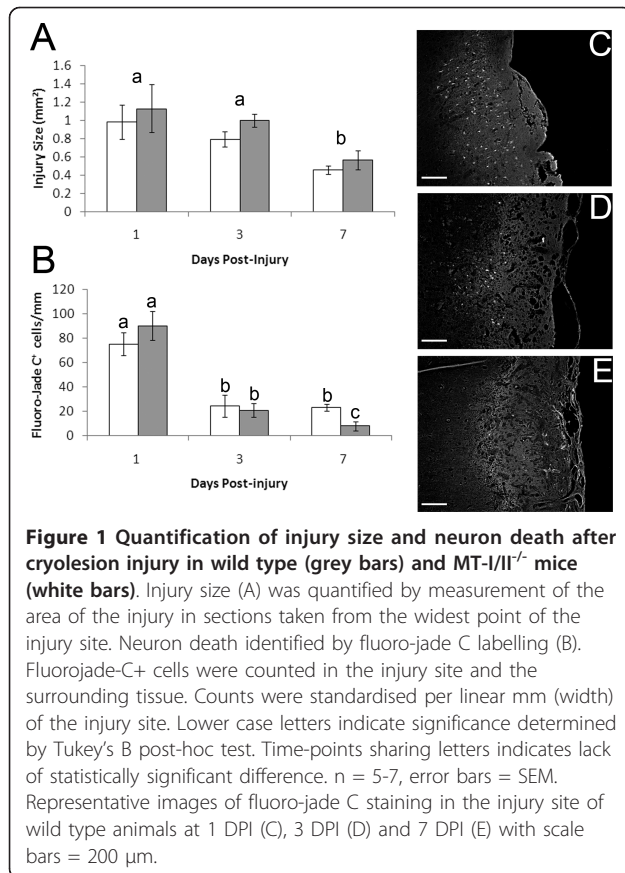 A
Injury Size (mm²)
1.6
1.4
1.2
1
0.8
0.6
0.4
0.2
0
a
a
b
1
3
7
Days Post-Injury
B
Fluoro-Jade C⁺ cells/mm
120
100
80
60
40
20
0
a
a
b
b
b
c
1
3
7
Days Post-injury
C
D
E
Figure 1 Quantification of injury size and neuron death after
cryolesion injury in wild type (grey bars) and MT-I/II⁻/⁻ mice
(white bars). Injury size (A) was quantified by measurement of the
area of the injury in sections taken from the widest point of the
injury site. Neuron death identified by fluoro-jade C labelling (B).
Fluorojade-C+ cells were counted in the injury site and the
surrounding tissue. Counts were standardised per linear mm (width)
of the injury site. Lower case letters indicate significance determined
by Tukey's B post-hoc test. Time-points sharing letters indicates lack
of statistically significant difference. n = 5-7, error bars = SEM.
Representative images of fluoro-jade C staining in the injury site of
wild type animals at 1 DPI (C), 3 DPI (D) and 7 DPI (E) with scale
bars = 200 μm.